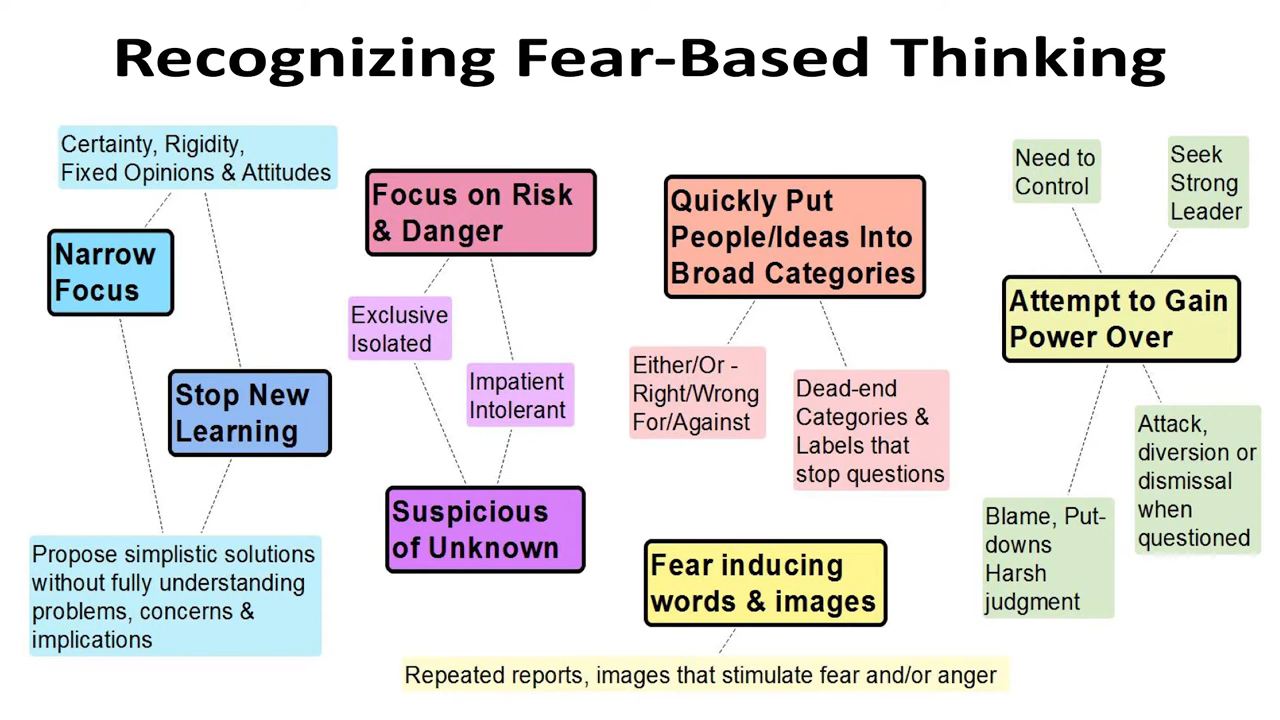 Recognizing Fear-Based Thinking
Certainty, Rigidity,
Fixed Opinions & Attitudes
Narrow
Focus
Stop New
Learning
Propose simplistic solutions
without fully understanding
problems, concerns &
implications
Focus on Risk
& Danger
Exclusive
Isolated
Impatient
Intolerant
Suspicious
of Unknown
Quickly Put
People/Ideas Into
Broad Categories
Either/Or -
Right/Wrong
For/Against
Dead-end
Categories &
Labels that
stop questions
Fear inducing
words & images
Repeated reports, images that stimulate fear and/or anger
Need to
Control
Seek
Strong
Leader
Attempt to Gain
Power Over
Blame, Put-
downs
Harsh
judgment
Attack,
diversion or
dismissal
when
questioned